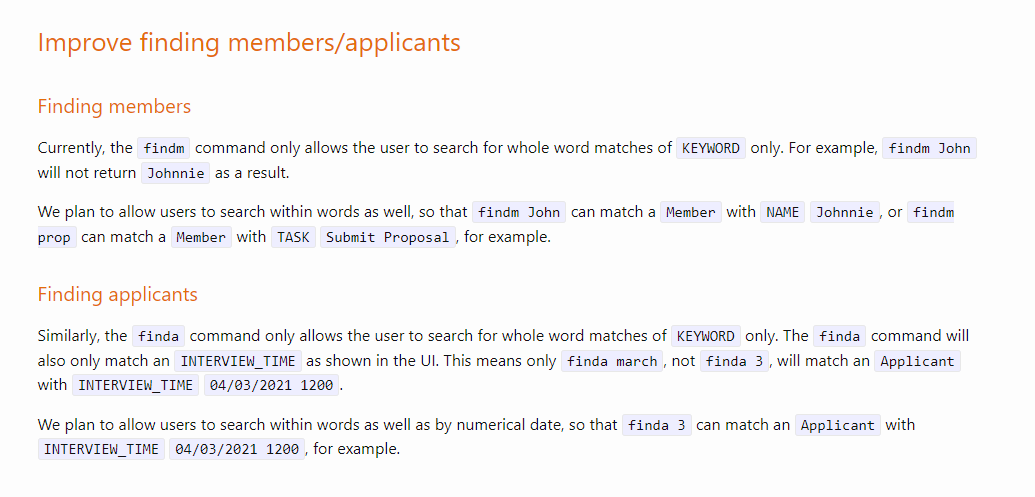 Improve finding members/applicants
Finding members
Currently, the findm command only allows the user to search for whole word matches of KEYWORD only. For example, findm John
will not return Johnnie as a result.
We plan to allow users to search within words as well, so that findm John can match a Member with NAME Johnnie, or findm
prop can match a Member with TASK Submit Proposal, for example.
Finding applicants
Similarly, the finda command only allows the user to search for whole word matches of KEYWORD only. The finda command will
also only match an INTERVIEW_TIME as shown in the UI. This means only finda march, not finda 3, will match an Applicant
with INTERVIEW_TIME 04/03/2021 1200.
We plan to allow users to search within words as well as by numerical date, so that finda 3 can match an Applicant with
INTERVIEW_TIME 04/03/2021 1200, for example.